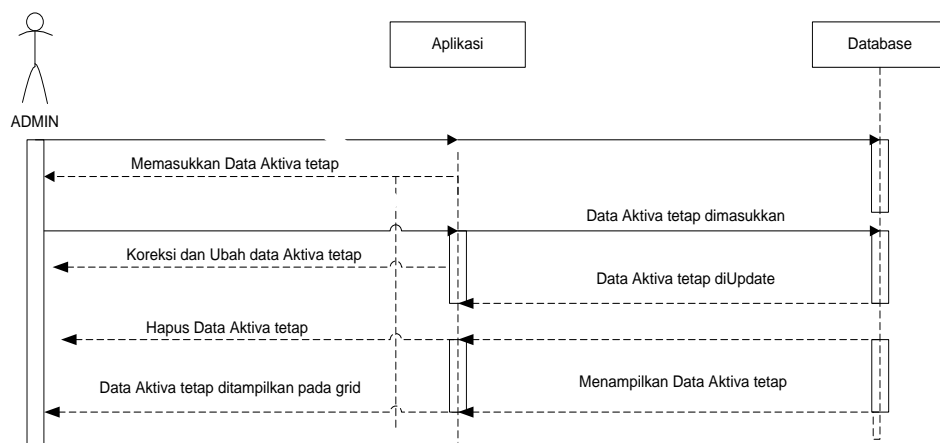 Aplikasi
Database
ADMIN
Memasukkan Data Aktiva tetap
Data Aktiva tetap dimasukkan
Koreksi dan Ubah data Aktiva tetap
Data Aktiva tetap diUpdate
Hapus Data Aktiva tetap
Menampilkan Data Aktiva tetap
Data Aktiva tetap ditampilkan pada grid